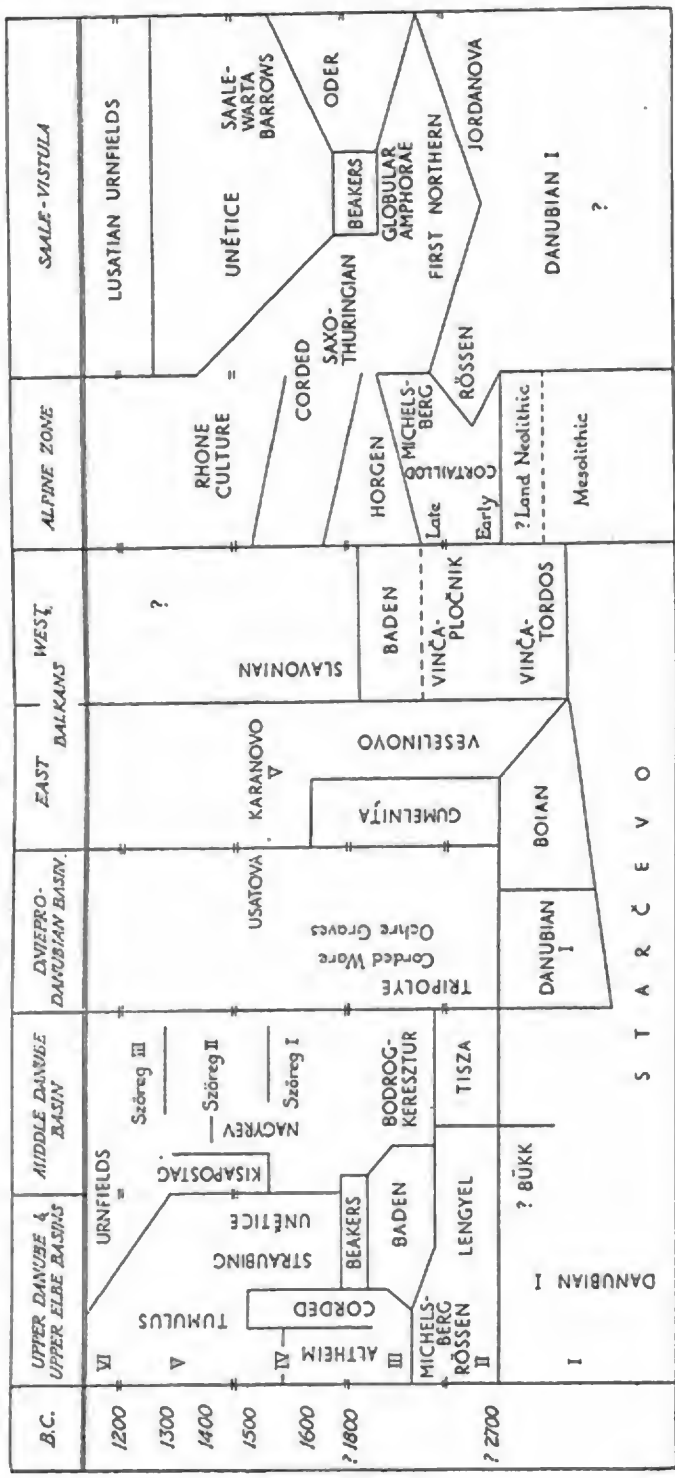 B.C.
UPPER DANUBE &
UPPER ELBE BASINS
MIDDLE DANUBE
BASIN
DNIEPRO-
DANUBIAN BASIN.
EAST
WEST
BALKANS
ALPINE ZONE
SAALE-VISTULA
1200
1300
1400
1500
1600
? 1800
? 2700
VI
V
IV
III
II
I
TUMULUS
ALTHEIM
CORDED
STRAUBING
UNĚTICE
BEAKERS
BADEN
MICHELS-
BERG
RÖSSEN
LENGYEL
DANUBIAN I
URNFIELDS
KISAPOSTAG
NAGYREV
Szöreg III
Szöreg II
Szöreg I
BODROG-
KERESZTUR
TISZA
? BÜKK
USATOVA
TRIPOLYE
Corded Ware
Ochre Graves
DANUBIAN
I
KARANOVO
V
GUMELNIȚA
VESELINOVO
BOIAN
STARČEVO
?
SLAVONIAN
BADEN
VINČA-
PLOČNIK
VINČA-
TORDOS
RHONE
CULTURE
CORDED
HORGEN
MICHELS-
BERG
Late
CORTAILLOD
Early
? Land Neolithic
Mesolithic
LUSATIAN URNFIELDS
UNĚTICE
SAALE-
WARTA
BARROWS
ODER
SAXO-
THURINGIAN
BEAKERS
GLOBULAR
AMPHORAE
FIRST NORTHERN
JORDANOVA
RÖSSEN
DANUBIAN I
?